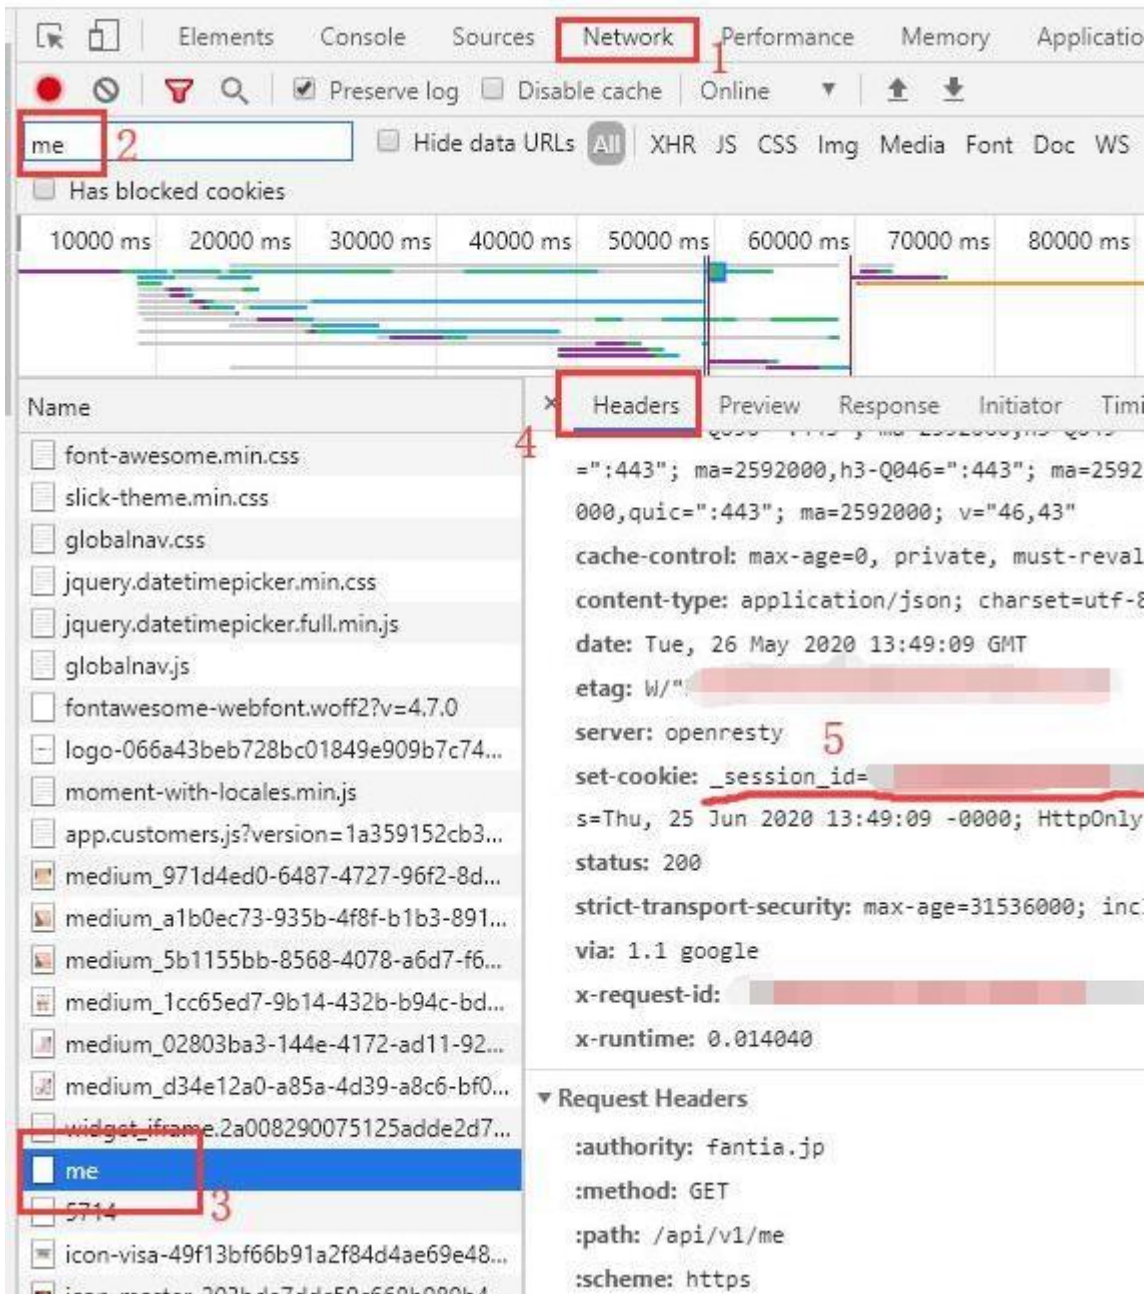 Elements Console Sources Network Performance Memory Applicatio
1
Preserve log Disable cache Online
me
2
Hide data URLs All XHR JS CSS Img Media Font Doc WS
Has blocked cookies
10000 ms 20000 ms 30000 ms 40000 ms 50000 ms 60000 ms 70000 ms 80000 ms
Name
font-awesome.min.css
slick-theme.min.css
globalnav.css
jquery.datetimepicker.min.css
jquery.datetimepicker.full.min.js
globalnav.js
fontawesome-webfont.woff2?v=4.7.0
logo-066a43beb728bc01849e909b7c74...
moment-with-locales.min.js
app.customers.js?version=1a359152cb3...
medium_971d4ed0-6487-4727-96f2-8d...
medium_a1b0ec73-935b-4f8f-b1b3-891...
medium_5b1155bb-8568-4078-a6d7-f6...
medium_1cc65ed7-9b14-432b-b94c-bd...
medium_02803ba3-144e-4172-ad11-92...
medium_d34e12a0-a85a-4d39-a8c6-bf0...
widget_iframe.2a008290075125adde2d7...
me
3
5714
icon-visa-49f13bf66b91a2f84d4ae69e48...
× Headers Preview Response Initiator Timi
4
=":443"; ma=2592000,h3-Q046=":443"; ma=2592
000,quic=":443"; ma=2592000; v="46,43"
cache-control: max-age=0, private, must-reval
content-type: application/json; charset=utf-8
date: Tue, 26 May 2020 13:49:09 GMT
etag: W/"
server: openresty
5
set-cookie: _session_id=
s=Thu, 25 Jun 2020 13:49:09 -0000; HttpOnly
status: 200
strict-transport-security: max-age=31536000; inc
via: 1.1 google
x-request-id:
x-runtime: 0.014040
▼ Request Headers
:authority: fantia.jp
:method: GET
:path: /api/v1/me
:scheme: https